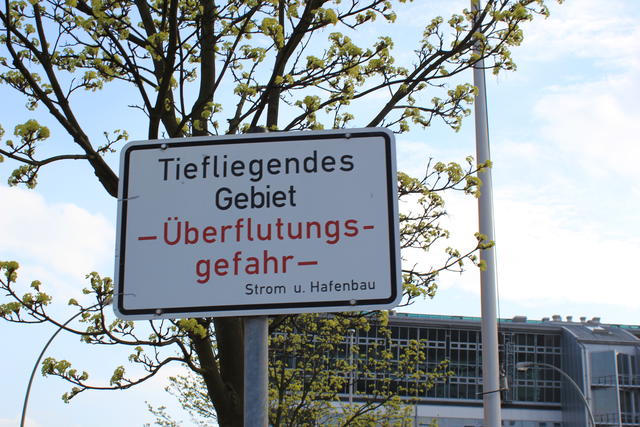 Tiefliegendes
Gebiet
–Überflutungs-
gefahr–
Strom u. Hafenbau